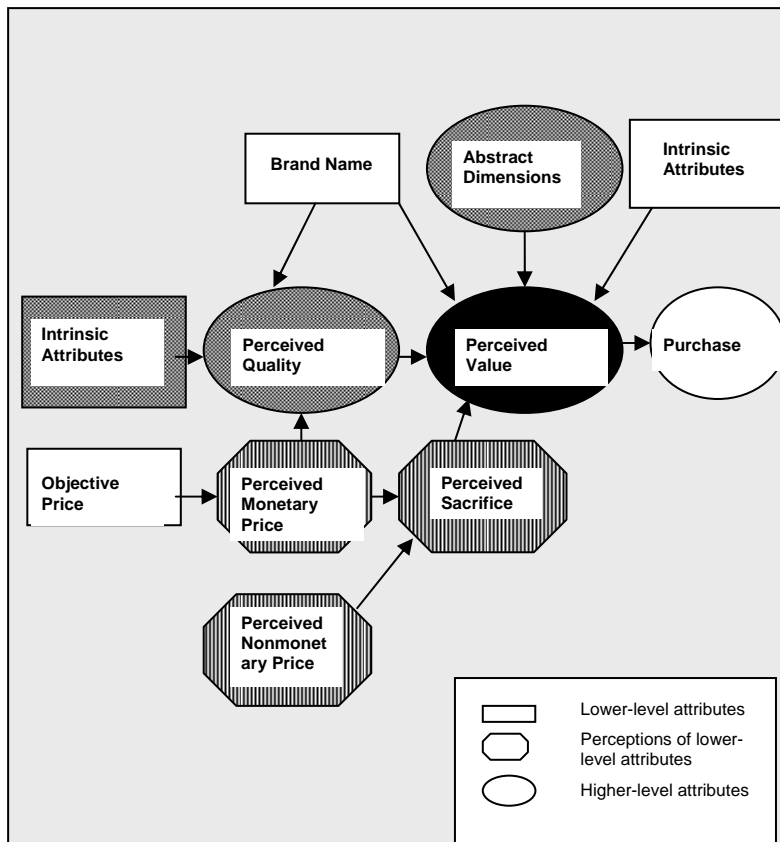 Brand Name
Abstract
Dimensions
Intrinsic
Attributes
Intrinsic
Attributes
Perceived
Quality
Perceived
Value
Purchase
Objective
Price
Perceived
Monetary
Price
Perceived
Sacrifice
Perceived
Nonmonet
ary Price
Lower-level attributes
Perceptions of lower-
level attributes
Higher-level attributes